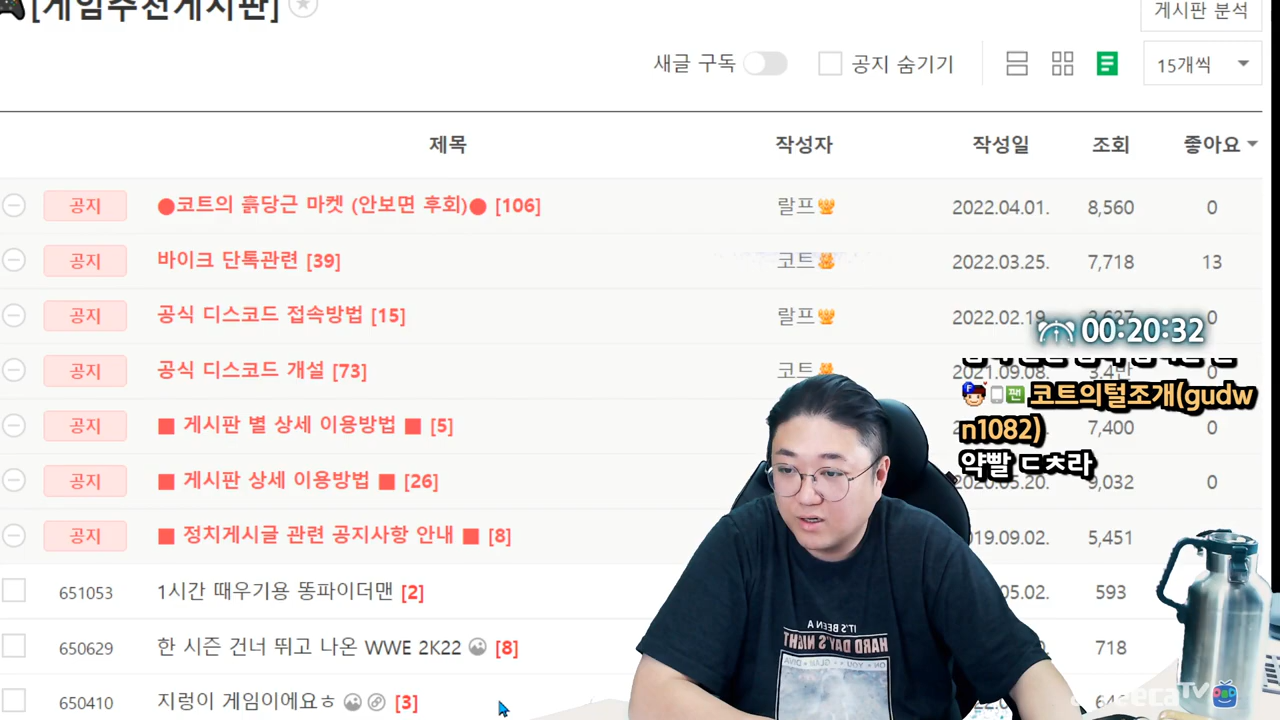 [게임추천게시판]
게시판 분석
새글 구독
공지 숨기기
15개씩
제목 작성자 작성일 조회 좋아요
공지 ●코트의 흙당근 마켓 (안보면 후회)● [106] 랄프 2022.04.01. 8,560 0
공지 바이크 단톡관련 [39] 코트 2022.03.25. 7,718 13
공지 공식 디스코드 접속방법 [15] 랄프 2022.02.19. 0
00:20:32
공지 공식 디스코드 개설 [73] 코트 2021.09.08. 3.4만 0
코트의털조개(gudw
n1082)
약빨 ㄷㅊ라
공지 ■ 게시판 별 상세 이용방법 ■ [5] 7,400 0
공지 ■ 게시판 상세 이용방법 ■ [26] 2020.05.20. 9,032 0
공지 ■ 정치게시글 관련 공지사항 안내 ■ [8] 19.09.02. 5,451
651053 1시간 때우기용 똥파이더맨 [2] 05.02. 593
650629 한 시즌 건너 뛰고 나온 WWE 2K22 [8] 718
650410 지렁이 게임이에요ㅎ [3]
IT'S BEEN A
HARD DAY'S NIGHT